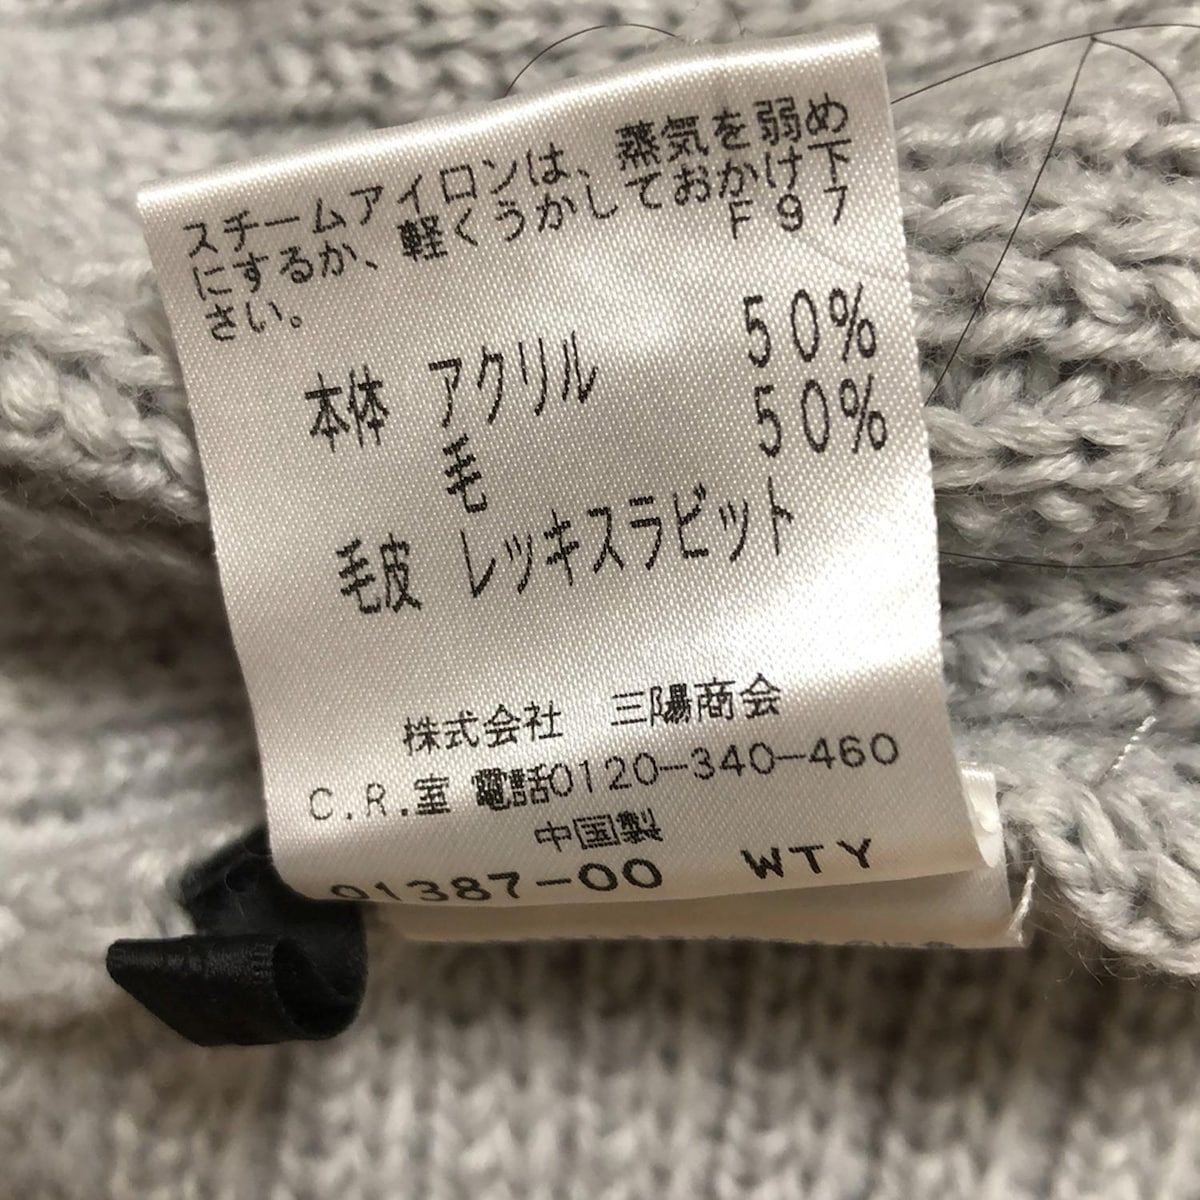 スチームアイロンは、蒸気を弱め
にするか、軽くうかしておかけ下
さい。 F97
本体 アクリル 50%
毛 50%
毛皮 レッキスラビット
株式会社 三陽商会
C.R.室 電話0120-340-460
中国製
01387-00 WTY